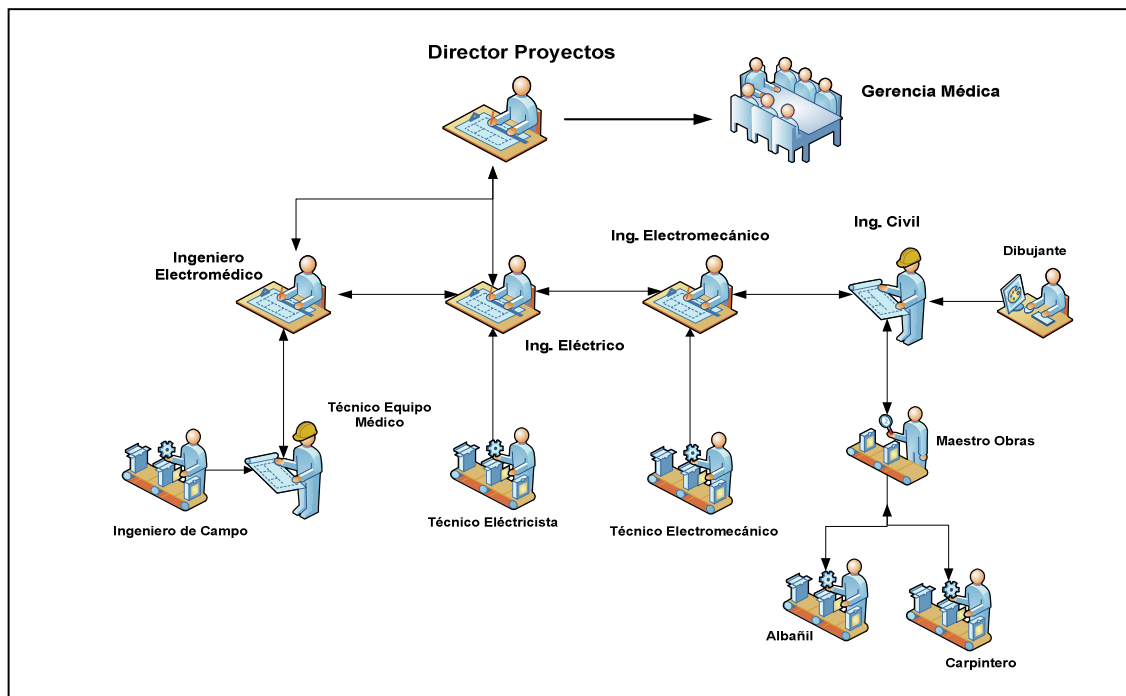 Director Proyectos
Gerencia Médica
Ing. Civil
Ing. Electromecánico
Dibujante
Ingeniero
Electromédico
Ing. Eléctrico
Técnico Equipo
Médico
Maestro Obras
Ingeniero de Campo
Técnico Eléctricista
Técnico Electromecánico
Albañil
Carpintero